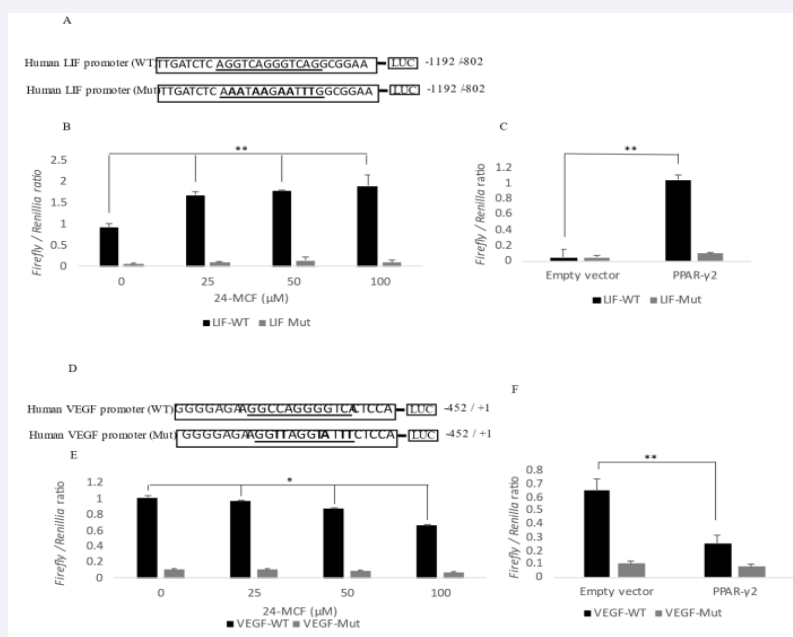 A
Human LIF promoter (WT) TTGATCTC AGGTCAGGGTCAGGCGGAA LUC -1192 /-802
Human LIF promoter (Mut) TTGATCTC AAATAAGAATTTGGCGGAA LUC -1192 /-802
B
**
Firefly / Renillia ratio
2.5
2
1.5
1
0.5
0
0 25 50 100
24-MCF (µM)
LIF-WT LIF Mut
C
**
Firefly / Renilla ratio
1.2
1
0.8
0.6
0.4
0.2
0
Empty vector PPAR-γ2
LIF-WT LIF-Mut
D
Human VEGF promoter (WT) GGGGAGAAGGCCAGGGGTCACTCCA LUC -452 / +1
Human VEGF promoter (Mut) GGGGAGAAGGTTAGGTATTTCTCCA LUC -452 / +1
E
*
Firefly / Renillia ratio
1.2
1
0.8
0.6
0.4
0.2
0
0 25 50 100
24-MCF (µM)
VEGF-WT VEGF-Mut
F
**
Firefly / Renillia ratio
0.8
0.7
0.6
0.5
0.4
0.3
0.2
0.1
0
Empty vector PPAR-γ2
VEGF-WT VEGF-Mut